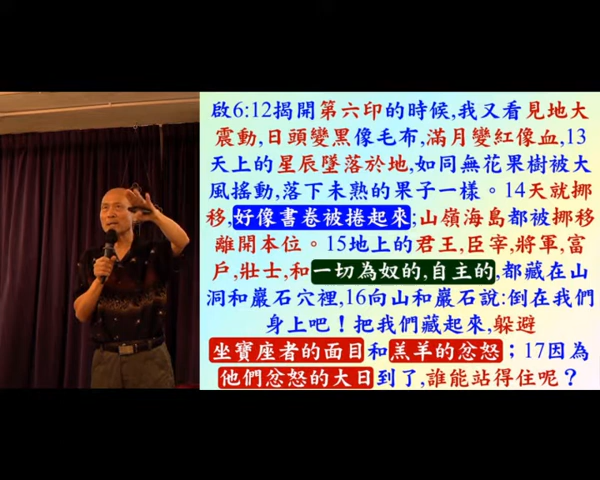 啟6:12揭開第六印的時候,我又看見地大
震動,日頭變黑像毛布,滿月變紅像血,13
天上的星辰墜落於地,如同無花果樹被大
風搖動,落下未熟的果子一樣。14天就挪
移,好像書卷被捲起來;山嶺海島都被挪移
離開本位。15地上的君王,臣宰,將軍,富
戶,壯士,和一切為奴的,自主的,都藏在山
洞和巖石穴裡,16向山和巖石說:倒在我們
身上吧！把我們藏起來,躲避
坐寶座者的面目和羔羊的忿怒；17因為
他們忿怒的大日到了,誰能站得住呢？